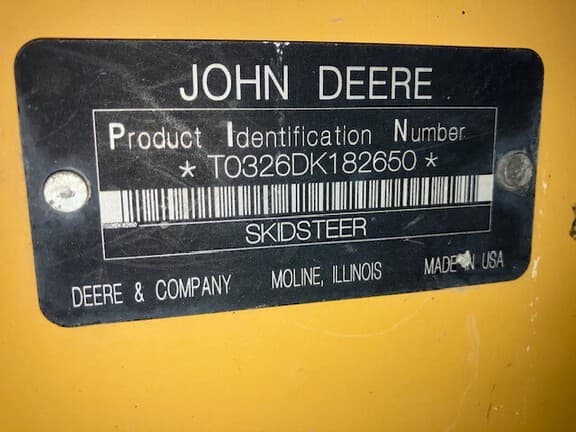 JOHN DEERE
Product Identification Number
* T0326DK182650 *
SKIDSTEER
DEERE & COMPANY MOLINE, ILLINOIS MADE IN USA